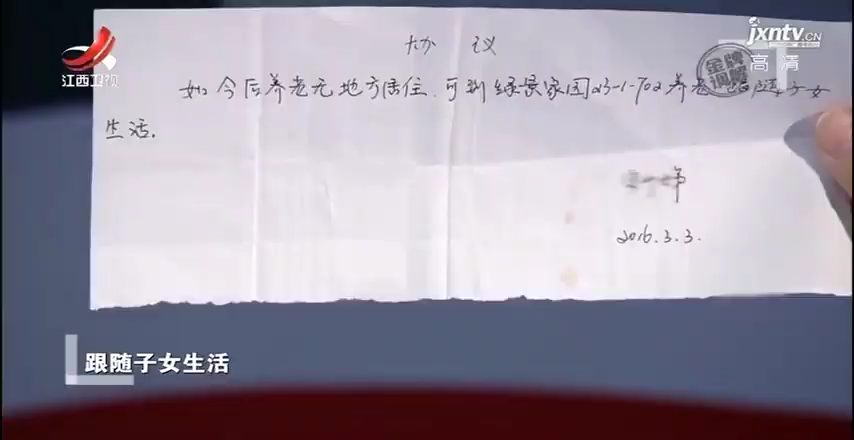 江西卫视
jxntv.CN
高清
金牌调解
协议
如今后养老无地方居住,可到绿景家园23-1-702养老 跟随子女
生活.
2016.3.3.
跟随子女生活